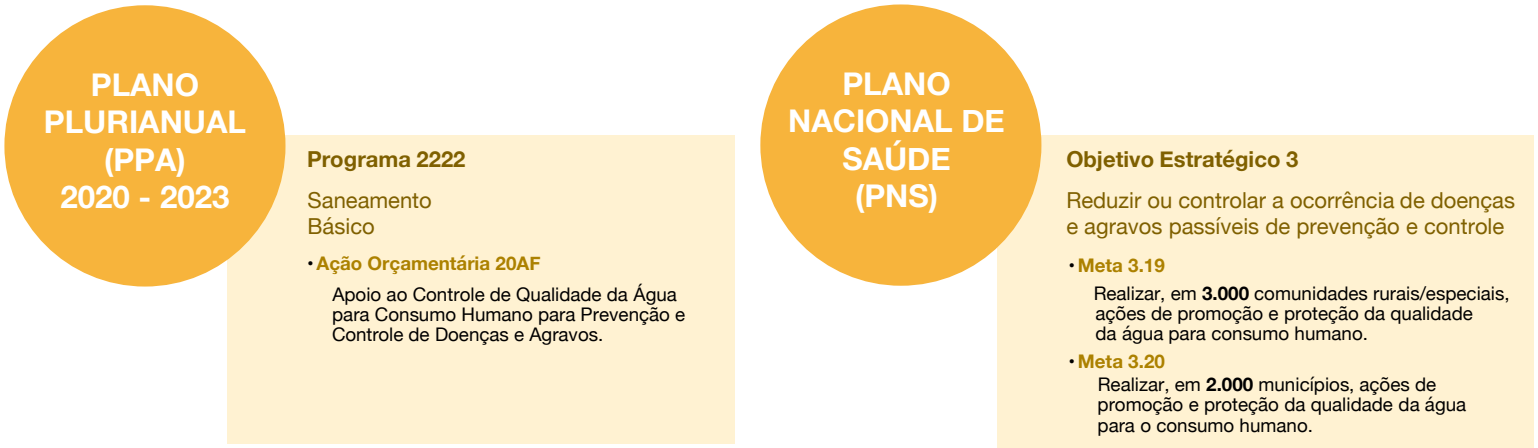 PLANO
PLURIANUAL
(PPA)
2020 - 2023
Programa 2222
Saneamento
Básico
• Ação Orçamentária 20AF
Apoio ao Controle de Qualidade da Água
para Consumo Humano para Prevenção e
Controle de Doenças e Agravos.
PLANO
NACIONAL DE
SAÚDE
(PNS)
Objetivo Estratégico 3
Reduzir ou controlar a ocorrência de doenças
e agravos passíveis de prevenção e controle
• Meta 3.19
Realizar, em 3.000 comunidades rurais/especiais,
ações de promoção e proteção da qualidade
da água para consumo humano.
• Meta 3.20
Realizar, em 2.000 municípios, ações de
promoção e proteção da qualidade da água
para o consumo humano.